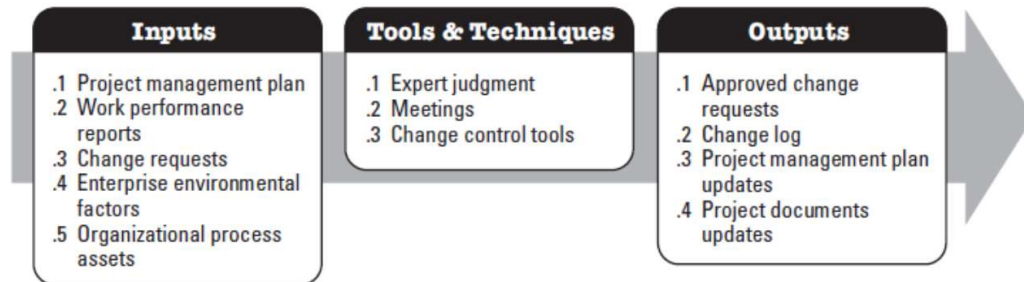 Inputs
.1 Project management plan
.2 Work performance
reports
.3 Change requests
.4 Enterprise environmental
factors
.5 Organizational process
assets
Tools & Techniques
.1 Expert judgment
.2 Meetings
.3 Change control tools
Outputs
.1 Approved change
requests
.2 Change log
.3 Project management plan
updates
.4 Project documents
updates